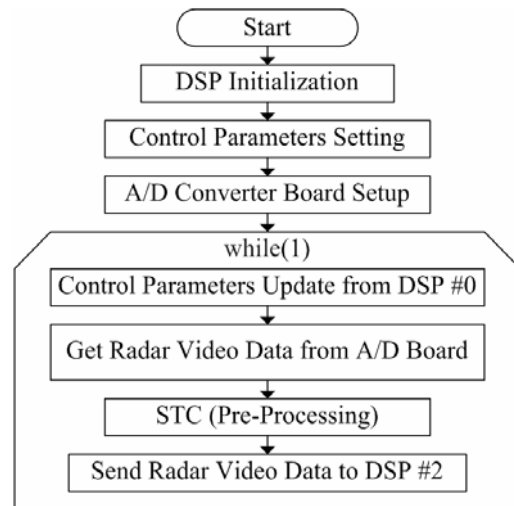 Start
DSP Initialization
Control Parameters Setting
A/D Converter Board Setup
while(1)
Control Parameters Update from DSP #0
Get Radar Video Data from A/D Board
STC (Pre-Processing)
Send Radar Video Data to DSP #2